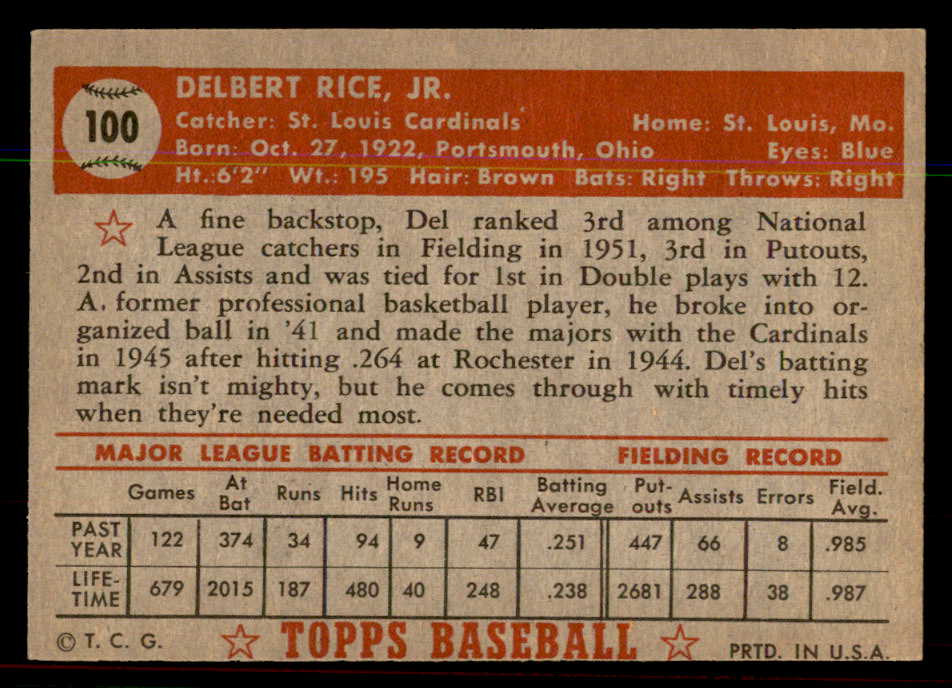 100
DELBERT RICE, JR.
Catcher: St. Louis Cardinals Home: St. Louis, Mo.
Born: Oct. 27, 1922, Portsmouth, Ohio Eyes: Blue
Ht.:6'2" Wt.: 195 Hair: Brown Bats: Right Throws: Right
A fine backstop, Del ranked 3rd among National
League catchers in Fielding in 1951, 3rd in Putouts,
2nd in Assists and was tied for 1st in Double plays with 12.
A. former professional basketball player, he broke into or-
ganized ball in '41 and made the majors with the Cardinals
in 1945 after hitting .264 at Rochester in 1944. Del's batting
mark isn't mighty, but he comes through with timely hits
when they're needed most.
MAJOR LEAGUE BATTING RECORD FIELDING RECORD
Games At Bat Runs Hits Home Runs RBI Batting Average Put-outs Assists Errors Field. Avg.
PAST YEAR 122 374 34 94 9 47 .251 447 66 8 .985
LIFE-TIME 679 2015 187 480 40 248 .238 2681 288 38 .987
© T. C. G. TOPPS BASEBALL PRTD. IN U.S.A.